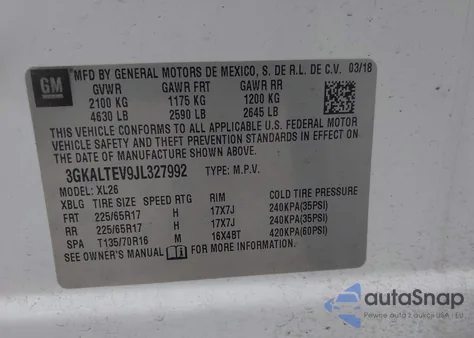 GM
MFD BY GENERAL MOTORS DE MEXICO, S. DE R.L. DE C.V. 03/18
GVWR GAWR FRT GAWR RR
2100 KG 1175 KG 1200 KG
4630 LB 2590 LB 2645 LB
THIS VEHICLE CONFORMS TO ALL APPLICABLE U.S. FEDERAL MOTOR
VEHICLE SAFETY AND THEFT PREVENTION STANDARDS IN EFFECT ON
THE DATE OF MANUFACTURE SHOWN ABOVE.
3GKALTEV9JL327992 TYPE: M.P.V.
MODEL: XL26
XBLG TIRE SIZE SPEED RTG RIM COLD TIRE PRESSURE
FRT 225/65R17 H 17X7J 240KPA(35PSI)
RR 225/65R17 H 17X7J 240KPA(35PSI)
SPA T135/70R16 M 16X4BT 420KPA(60PSI)
SEE OWNER'S MANUAL FOR MORE INFORMATION.
autoSnap